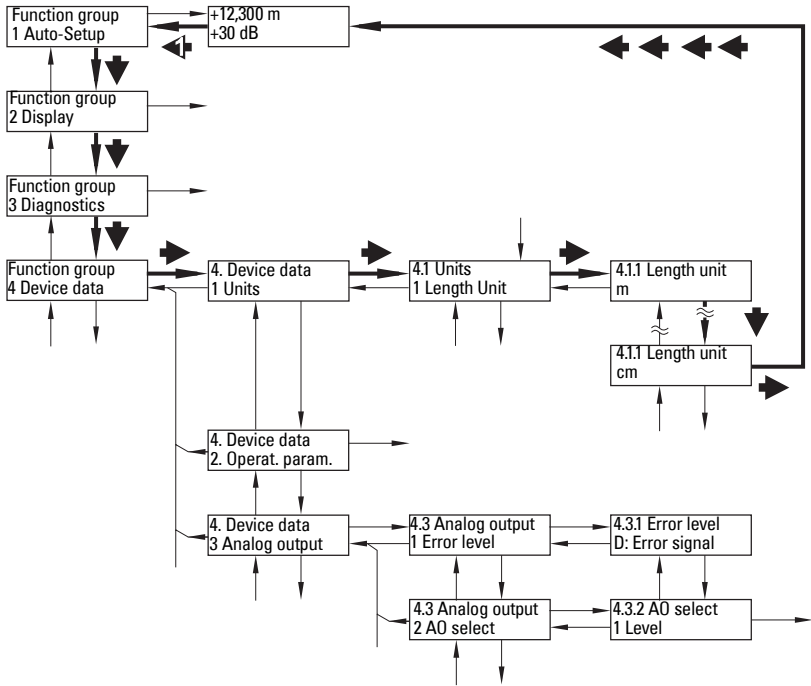 Function group
1 Auto-Setup
+12,300 m
+30 dB
Function group
2 Display
Function group
3 Diagnostics
Function group
4 Device data
4. Device data
1 Units
4.1 Units
1 Length Unit
4.1.1 Length unit
m
4.1.1 Length unit
cm
4. Device data
2. Operat. param.
4. Device data
3 Analog output
4.3 Analog output
1 Error level
4.3.1 Error level
D: Error signal
4.3 Analog output
2 AO select
4.3.2 AO select
1 Level